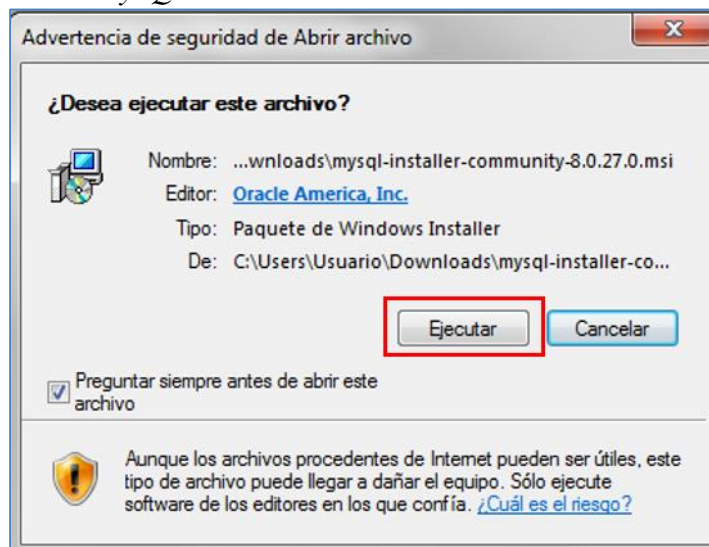 Advertencia de seguridad de Abrir archivo
x
¿Desea ejecutar este archivo?
Nombre: ...wnloads\mysql-installer-community-8.0.27.0.msi
Editor: Oracle America, Inc.
Tipo: Paquete de Windows Installer
De: C:\Users\Usuario\Downloads\mysql-installer-co...
Ejecutar Cancelar
Preguntar siempre antes de abrir este
archivo
Aunque los archivos procedentes de Internet pueden ser útiles, este
tipo de archivo puede llegar a dañar el equipo. Sólo ejecute
software de los editores en los que confía. ¿Cuál es el riesgo?